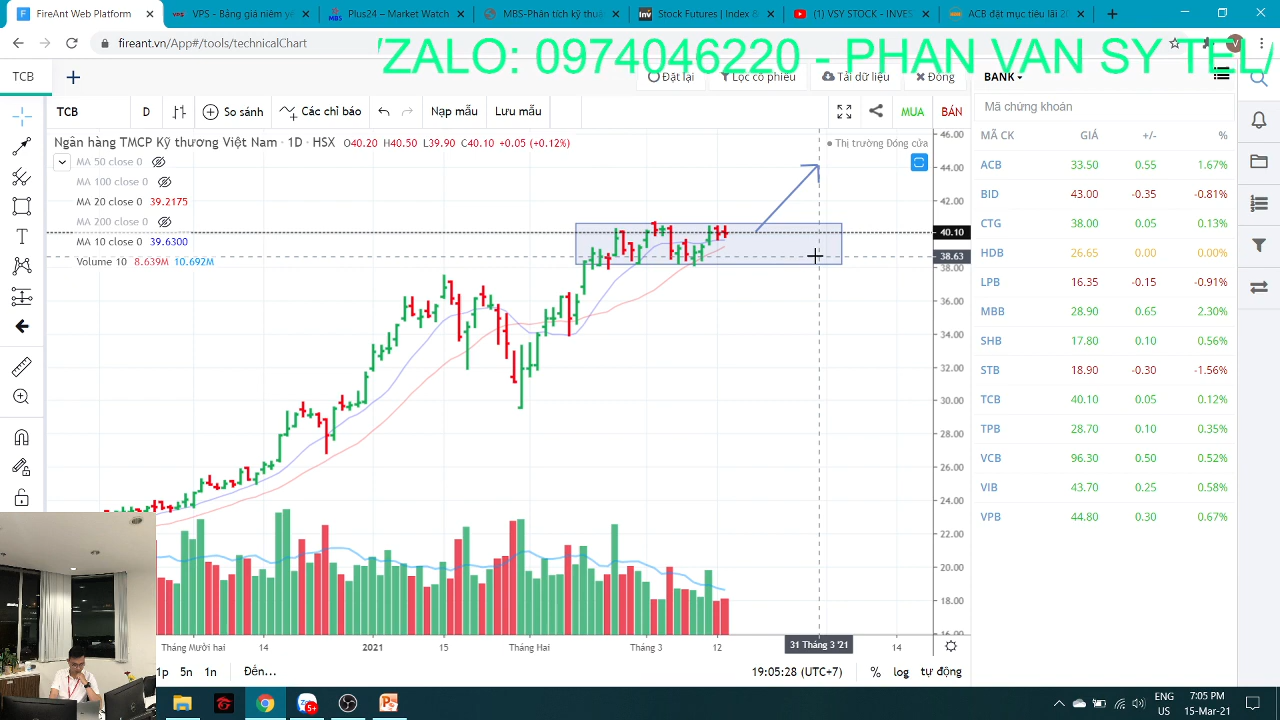 FireAnt - Mang
VPS - Bảng giá niêm yế
Plus24 – Market Watch
MBS-Phân tích kỹ thuậ
Stock Futures | Index
(1) VSY STOCK - INVES
ACB đặt mục tiêu lãi 20
fireant.vn/App#/tools/technicalChart
/ZALO: 0974046220 - PHAN VAN SY TEL/
TCB
Đặt lại
Lọc cổ phiếu
Tải dữ liệu
Đóng
BANK
TCB D So sánh Các chỉ báo Nạp mẫu Lưu mẫu MUA BÁN
Mã chứng khoán
Ngân hàng TMCP Kỹ thương Việt Nam · 1D · HSX O40.20 H40.50 L39.90 C40.10 +0.05 (+0.12%)
Thị trường Đóng cửa
MA 50 close 0
MA 100 close 0
MA 20 close 0 39.2175
MA 200 close 0
MA 10 close 0 39.6300
Volume 10 8.639M 10.692M
46.00
44.00
42.00
40.10
38.63
38.00
36.00
34.00
32.00
30.00
28.00
26.00
24.00
22.00
20.00
18.00
16.00
MÃ CK GIÁ +/- %
ACB 33.50 0.55 1.67%
BID 43.00 -0.35 -0.81%
CTG 38.00 0.05 0.13%
HDB 26.65 0.00 0.00%
LPB 16.35 -0.15 -0.91%
MBB 28.90 0.65 2.30%
SHB 17.80 0.10 0.56%
STB 18.90 -0.30 -1.56%
TCB 40.10 0.05 0.12%
TPB 28.70 0.10 0.35%
VCB 96.30 0.50 0.52%
VIB 43.70 0.25 0.58%
VPB 44.80 0.30 0.67%
Tháng Mười hai 14 2021 15 Tháng Hai Tháng 3 12 31 Tháng 3 '21 14
5n 1n Đến... 19:05:28 (UTC+7) % log tự động
5+
ENG
US
7:05 PM
15-Mar-21